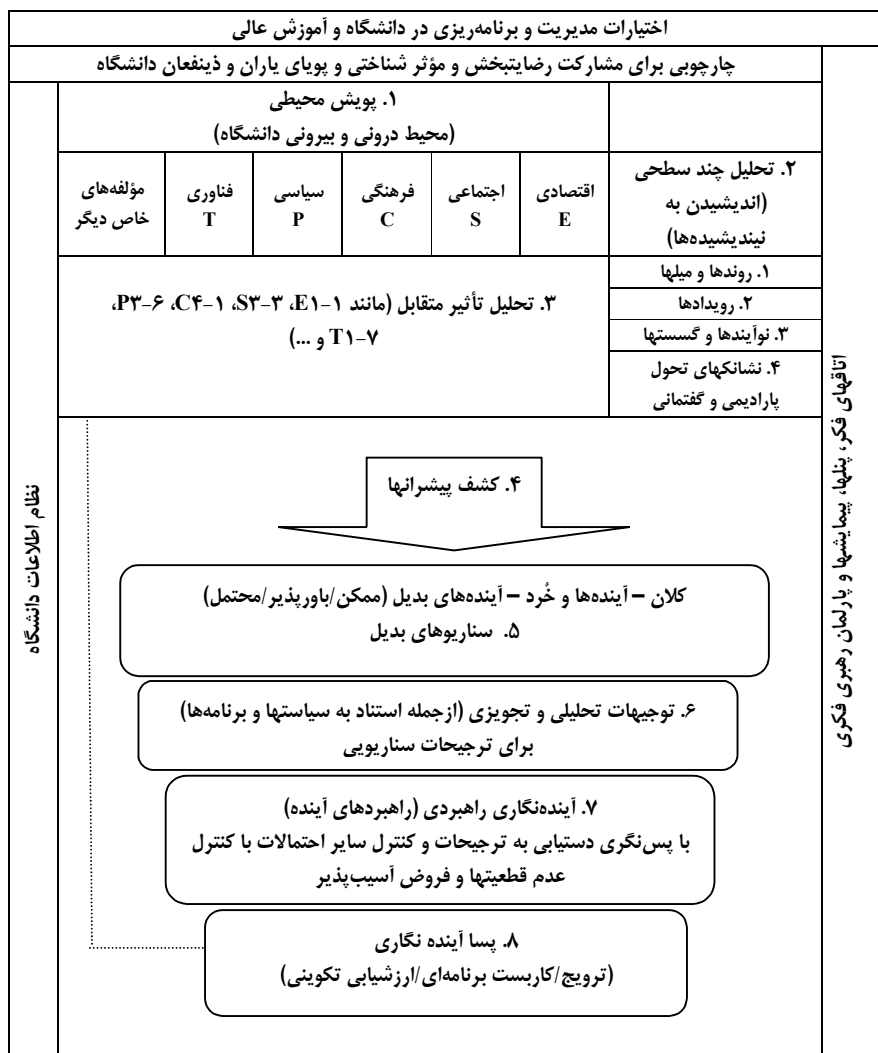 اختیارات مدیریت و برنامه‌ریزی در دانشگاه و آموزش عالی
چارچوبی برای مشارکت رضایتبخش و مؤثر شناختی و پویای یاران و ذینفعان دانشگاه
اتاقهای فکر، پنلها، پیمایشها و پارلمان رهبری فکری
۱. پویش محیطی
(محیط درونی و بیرونی دانشگاه)
۲. تحلیل چند سطحی
(اندیشیدن به
نیندیشیده‌ها)
اقتصادی
E
اجتماعی
S
فرهنگی
C
سیاسی
P
فناوری
T
مؤلفه‌های
خاص دیگر
۱. روندها و میلها
۲. رویدادها
۳. نوآیندها و گسستها
۴. نشانکهای تحول
پارادیمی و گفتمانی
۳. تحلیل تأثیر متقابل (مانند E۱-۱، S۳-۳، C۴-۱، P۳-۶،
T۱-۷ و ...)
۴. کشف پیشرانها
کلان – آینده‌ها و خُرد – آینده‌های بدیل (ممکن/باورپذیر/محتمل)
۵. سناریوهای بدیل
۶. توجیهات تحلیلی و تجویزی (ازجمله استناد به سیاستها و برنامه‌ها)
برای ترجیحات سناریویی
۷. آینده‌نگاری راهبردی (راهبردهای آینده)
با پس‌نگری دستیابی به ترجیحات و کنترل سایر احتمالات با کنترل
عدم قطعیتها و فروض آسیب‌پذیر
۸. پسا آینده نگاری
(ترویج/کاربست برنامه‌ای/ارزشیابی تکوینی)
نظام اطلاعات دانشگاه